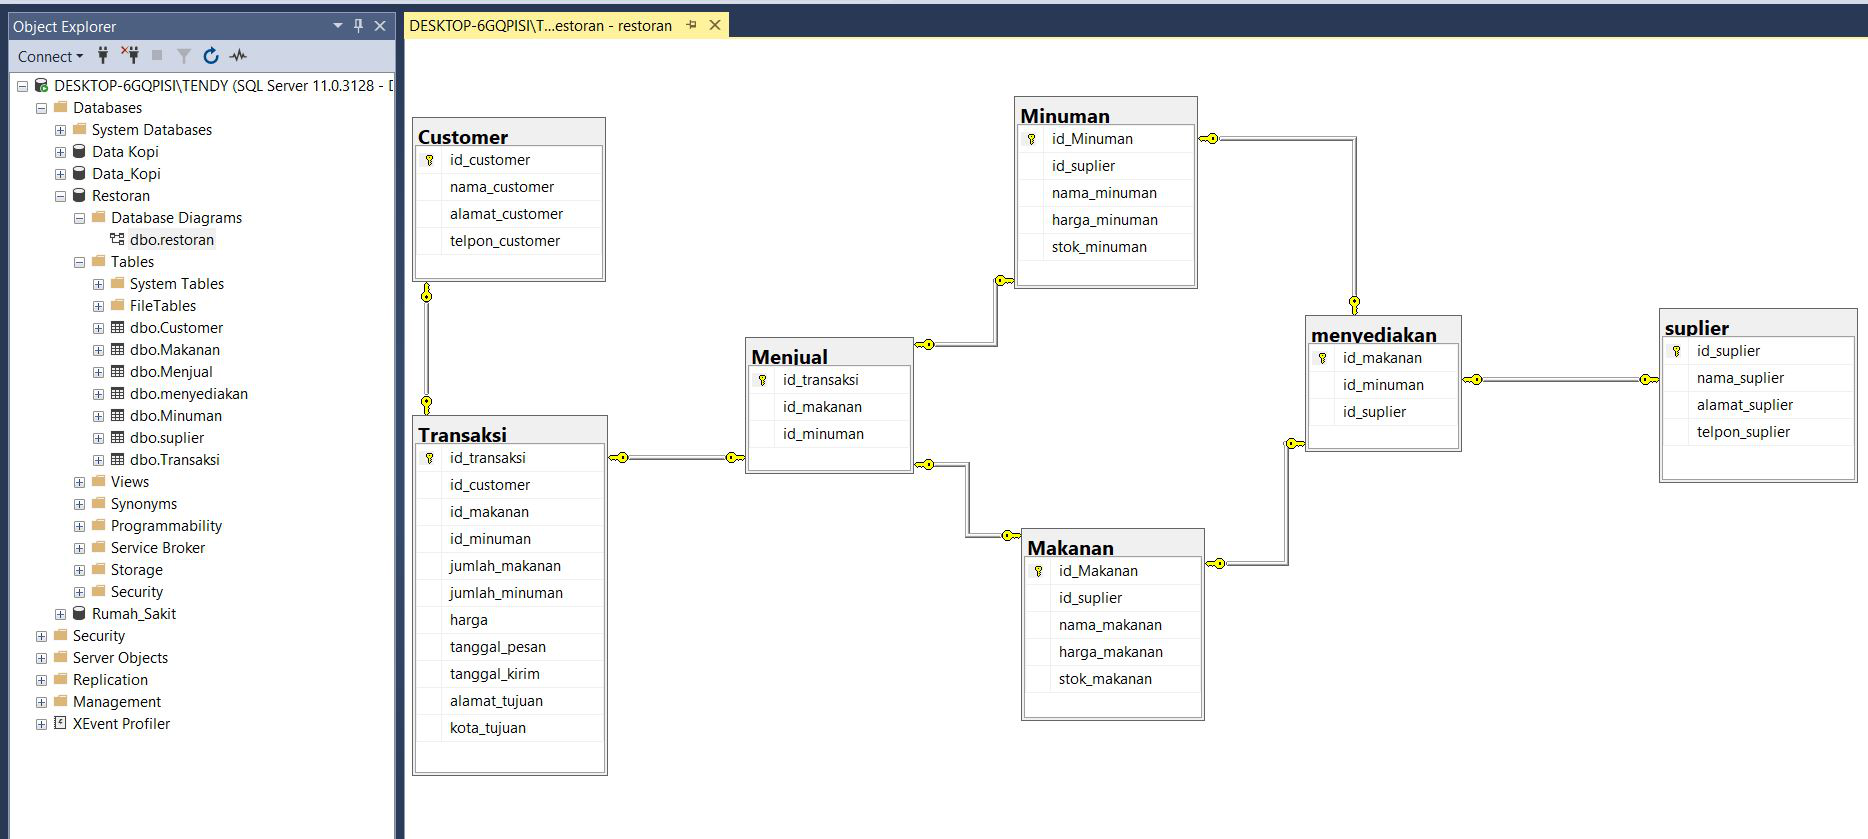 Object Explorer
Connect
DESKTOP-6GQPISI\TENDY (SQL Server 11.0.3128 - D
Databases
System Databases
Data Kopi
Data_Kopi
Restoran
Database Diagrams
dbo.restoran
Tables
System Tables
FileTables
dbo.Customer
dbo.Makanan
dbo.Menjual
dbo.menyediakan
dbo.Minuman
dbo.suplier
dbo.Transaksi
Views
Synonyms
Programmability
Service Broker
Storage
Security
Rumah_Sakit
Security
Server Objects
Replication
Management
XEvent Profiler
DESKTOP-6GQPISI\T...estoran - restoran
Customer
id_customer
nama_customer
alamat_customer
telpon_customer
Transaksi
id_transaksi
id_customer
id_makanan
id_minuman
jumlah_makanan
jumlah_minuman
harga
tanggal_pesan
tanggal_kirim
alamat_tujuan
kota_tujuan
Menjual
id_transaksi
id_makanan
id_minuman
Minuman
id_Minuman
id_suplier
nama_minuman
harga_minuman
stok_minuman
Makanan
id_Makanan
id_suplier
nama_makanan
harga_makanan
stok_makanan
menyediakan
id_makanan
id_minuman
id_suplier
suplier
id_suplier
nama_suplier
alamat_suplier
telpon_suplier